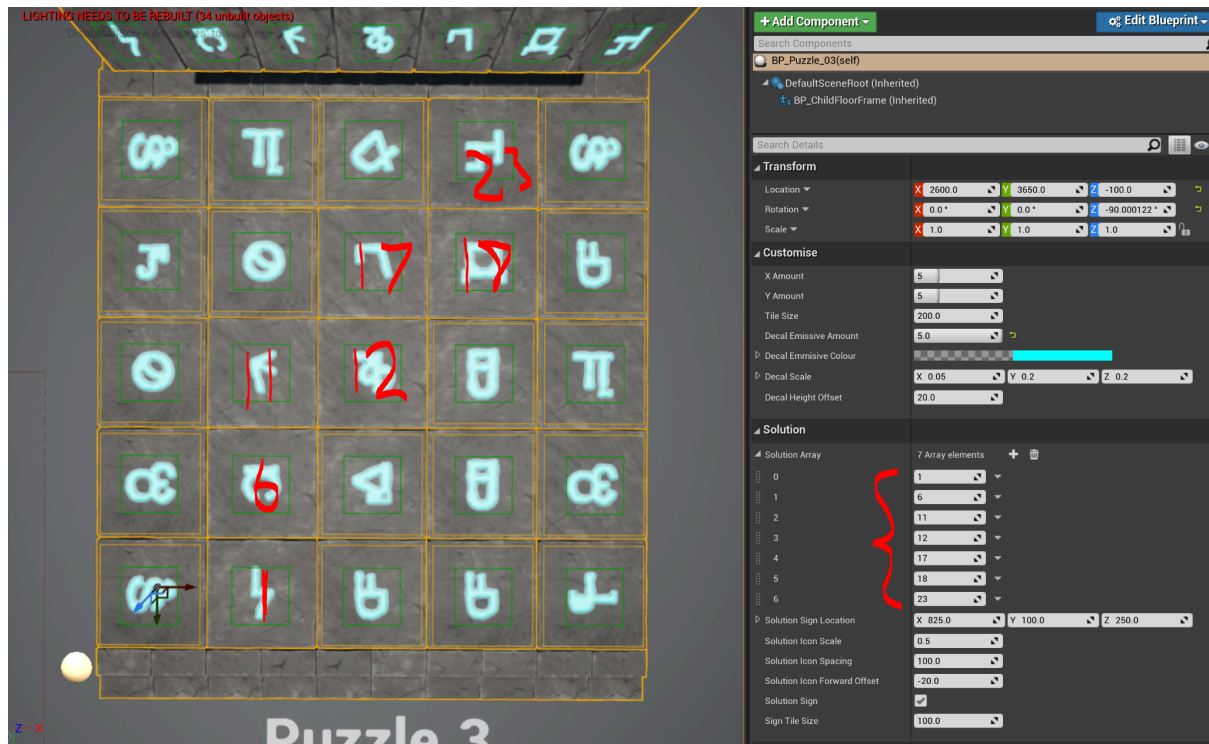 LIGHTING NEEDS TO BE REBUILT (34 unbuilt objects)
'DisableAllScreenMessages' to suppress
23
17
11
12
6
1
Z X
Puzzle 3
+ Add Component
Edit Blueprint
Search Components
BP_Puzzle_03(self)
DefaultSceneRoot (Inherited)
BP_ChildFloorFrame (Inherited)
Search Details
Transform
Location X 2600.0 Y 3650.0 Z -100.0
Rotation X 0.0 ° Y 0.0 ° Z -90.000122 °
Scale X 1.0 Y 1.0 Z 1.0
Customise
X Amount 5
Y Amount 5
Tile Size 200.0
Decal Emissive Amount 5.0
Decal Emmisive Colour
Decal Scale X 0.05 Y 0.2 Z 0.2
Decal Height Offset 20.0
Solution
Solution Array 7 Array elements
0 1
1 6
2 11
3 12
4 17
5 18
6 23
Solution Sign Location X 825.0 Y 100.0 Z 250.0
Solution Icon Scale 0.5
Solution Icon Spacing 100.0
Solution Icon Forward Offset -20.0
Solution Sign
Sign Tile Size 100.0